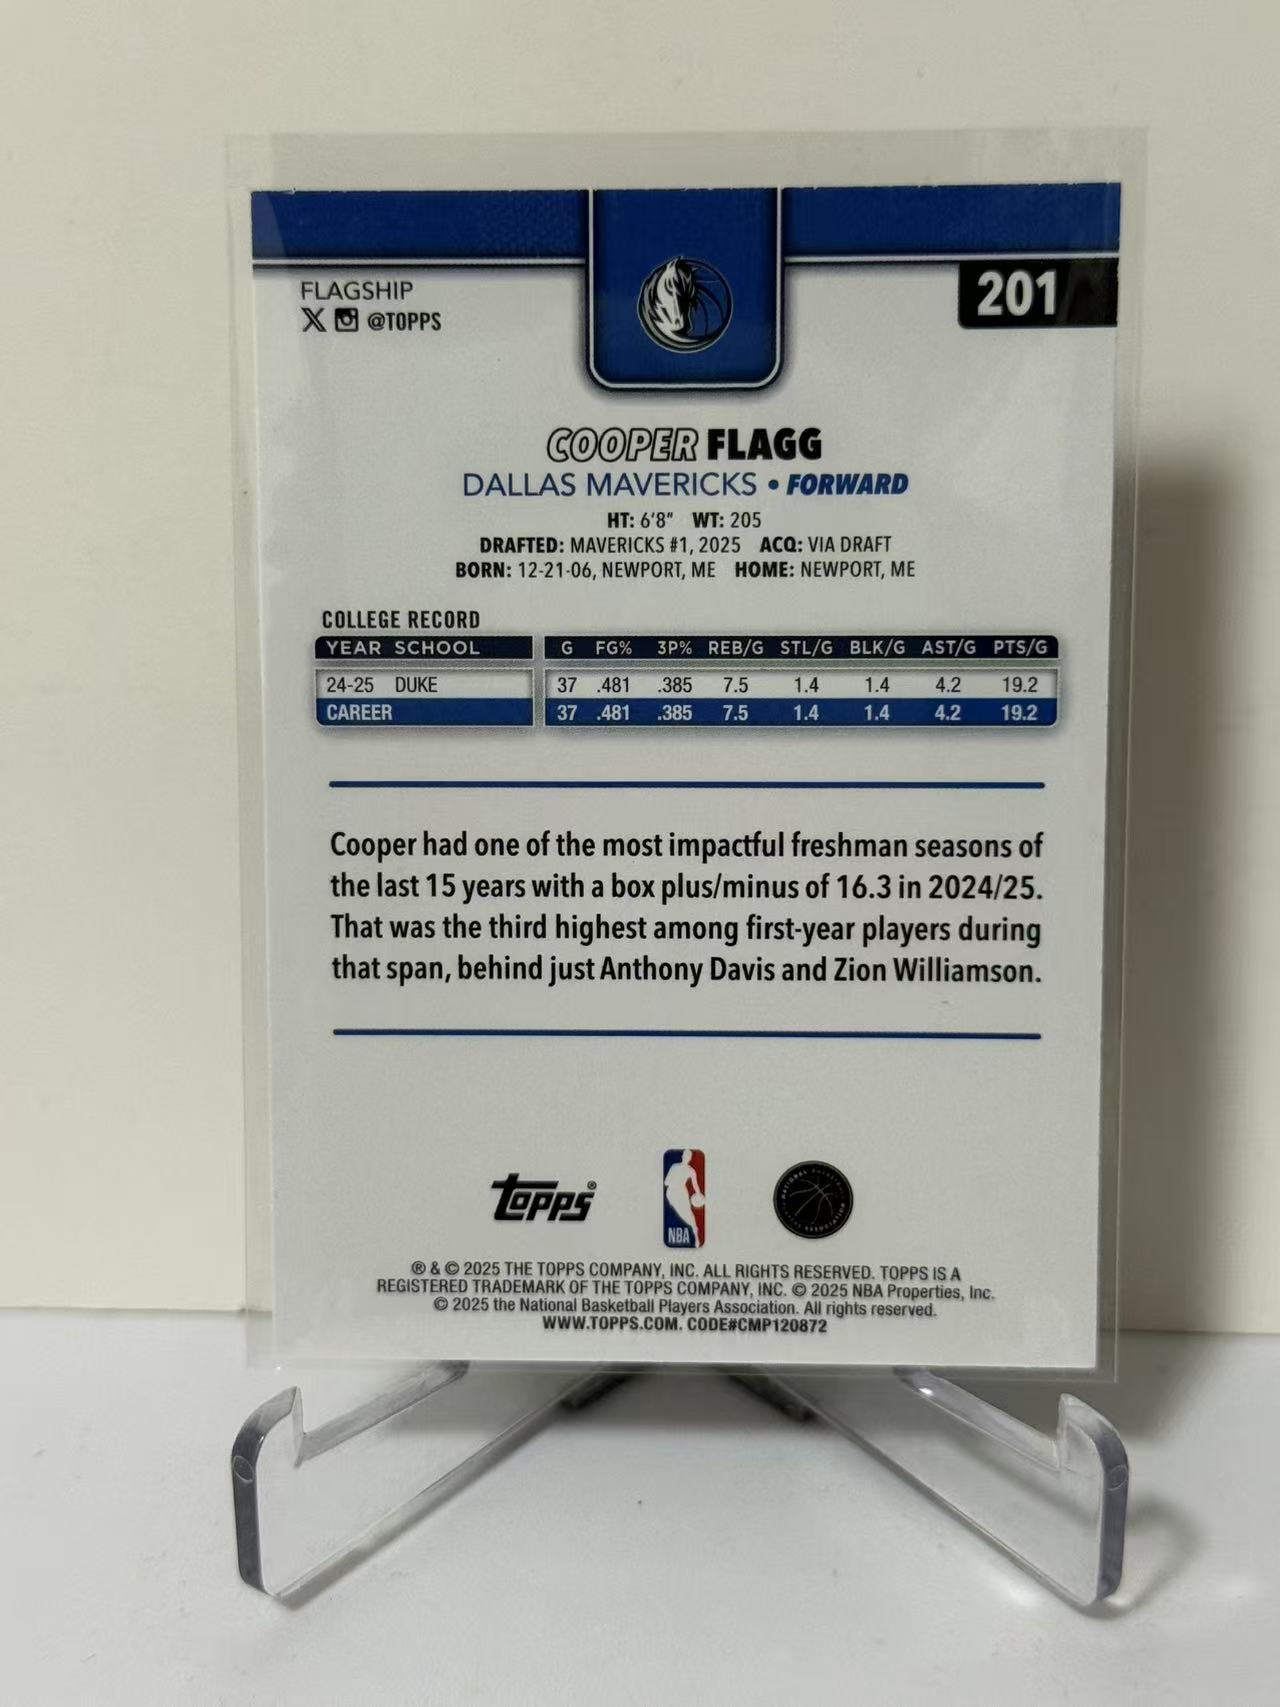 FLAGSHIP
X @TOPPS
201
COOPER FLAGG
DALLAS MAVERICKS • FORWARD
HT: 6'8" WT: 205
DRAFTED: MAVERICKS #1, 2025 ACQ: VIA DRAFT
BORN: 12-21-06, NEWPORT, ME HOME: NEWPORT, ME
COLLEGE RECORD
YEAR SCHOOL G FG% 3P% REB/G STL/G BLK/G AST/G PTS/G
24-25 DUKE 37 .481 .385 7.5 1.4 1.4 4.2 19.2
CAREER 37 .481 .385 7.5 1.4 1.4 4.2 19.2
Cooper had one of the most impactful freshman seasons of
the last 15 years with a box plus/minus of 16.3 in 2024/25.
That was the third highest among first-year players during
that span, behind just Anthony Davis and Zion Williamson.
topps®
NBA
NATIONAL BASKETBALL PLAYERS ASSOCIATION
® & © 2025 THE TOPPS COMPANY, INC. ALL RIGHTS RESERVED. TOPPS IS A
REGISTERED TRADEMARK OF THE TOPPS COMPANY, INC. © 2025 NBA Properties, Inc.
© 2025 the National Basketball Players Association. All rights reserved.
WWW.TOPPS.COM. CODE#CMP120872